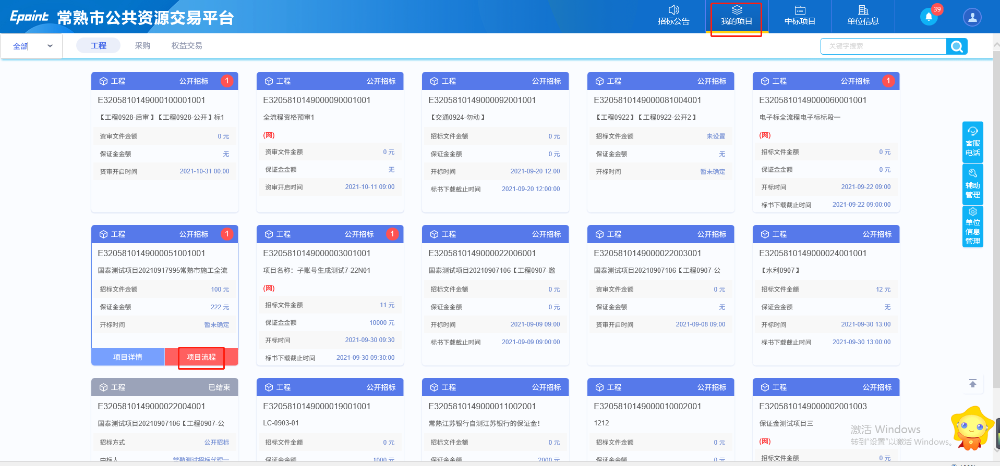 Epoint 常熟市公共资源交易平台
招标公告
我的项目
中标项目
单位信息
39
全部
工程
采购
权益交易
关键字搜索
工程 公开招标 1
E3205810149000100001001
【工程0928-后审】【工程0928-公开】标1
资审文件金额 0 元
保证金金额 无
资审开启时间 2021-10-31 00:00
工程 公开招标
E3205810149000090001001
全流程资格预审1
(网)
资审文件金额 0 元
保证金金额 无
资审开启时间 2021-10-11 09:00
工程 公开招标
E3205810149000092001001
【交通0924-勿动】
招标文件金额 0 元
保证金金额 0 元
开标时间 2021-09-20 12:00
标书下载截止时间 2021-09-20 12:00:00
工程 公开招标
E3205810149000081004001
【工程0922】【工程0922-公开2】
招标文件金额 未设置
保证金金额 无
开标时间 暂未确定
工程 公开招标 1
E3205810149000060001001
电子标全流程电子标标段一
(网)
招标文件金额 0 元
保证金金额 0 元
开标时间 2021-09-22 09:00
标书下载截止时间 2021-09-22 09:00:00
工程 公开招标 1
E3205810149000051001001
国泰测试项目20210917995常熟市施工全流
招标文件金额 100 元
保证金金额 222 元
开标时间 暂未确定
项目详情 项目流程
工程 公开招标 1
E3205810149000003001001
项目名称：子账号生成测试7-22N01
(网)
招标文件金额 11 元
保证金金额 10000 元
开标时间 2021-09-30 09:30
标书下载截止时间 2021-09-30 09:30:00
工程 公开招标
E3205810149000022006001
国泰测试项目20210907106【工程0907-邀
招标文件金额 0 元
保证金金额 0 元
开标时间 2021-09-09 09:00
标书下载截止时间 2021-09-09 09:00:00
工程 公开招标
E3205810149000022003001
国泰测试项目20210907106【工程0907-公
资审文件金额 0 元
保证金金额 无
资审开启时间 2021-09-08 09:00
工程 公开招标
E3205810149000024001001
【水利0907】
招标文件金额 12 元
保证金金额 无
开标时间 2021-09-30 13:00
标书下载截止时间 2021-09-30 13:00:00
工程 已结束
E3205810149000022004001
国泰测试项目20210907106【工程0907-公
招标方式 公开招标
中标人 常熟测试招标代理一
工程 公开招标
E3205810149000019001001
LC-0903-01
招标文件金额 0 元
保证金金额 1000 元
工程 公开招标
E3205810149000011002001
常熟江苏银行自测江苏银行的保证金!
招标文件金额 0 元
保证金金额 2000 元
工程 公开招标
E3205810149000010002001
1212
招标文件金额 0 元
保证金金额 0 元
工程 公开招标
E3205810149000002001003
保证金测试项目三
(网)
招标文件金额 0 元
客服
电话
辅助
管理
单位
信息
管理
激活 Windows
转到"设置"以激活 Windows。